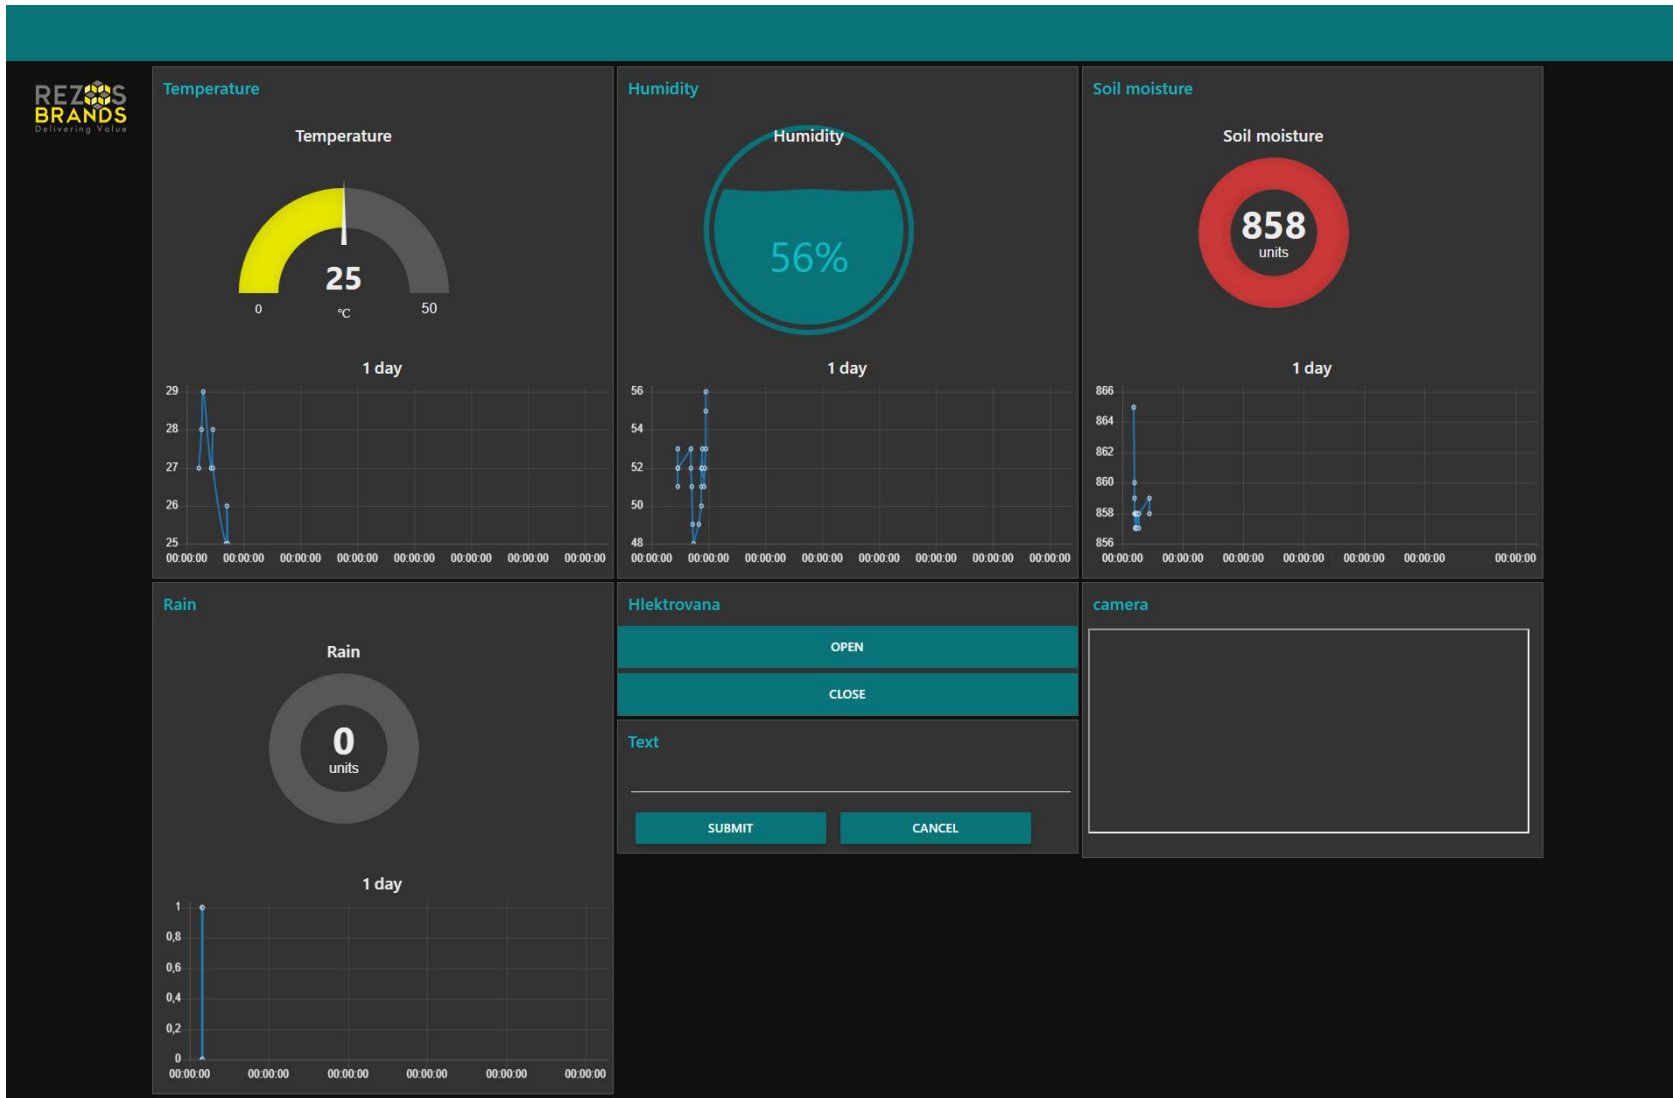 REZOS
BRANDS
Delivering Value
Temperature
Temperature
25
0
°C
50
1 day
29
28
27
26
25
00:00:00 00:00:00 00:00:00 00:00:00 00:00:00 00:00:00 00:00:00 00:00:00
Humidity
Humidity
56%
1 day
56
54
52
50
48
00:00:00 00:00:00 00:00:00 00:00:00 00:00:00 00:00:00 00:00:00 00:00:00
Soil moisture
Soil moisture
858
units
1 day
866
864
862
860
858
856
00:00:00 00:00:00 00:00:00 00:00:00 00:00:00 00:00:00 00:00:00
Rain
Rain
0
units
1 day
1
0,8
0,6
0,4
0,2
0
00:00:00 00:00:00 00:00:00 00:00:00 00:00:00 00:00:00
Hlektrovana
OPEN
CLOSE
Text
SUBMIT CANCEL
camera